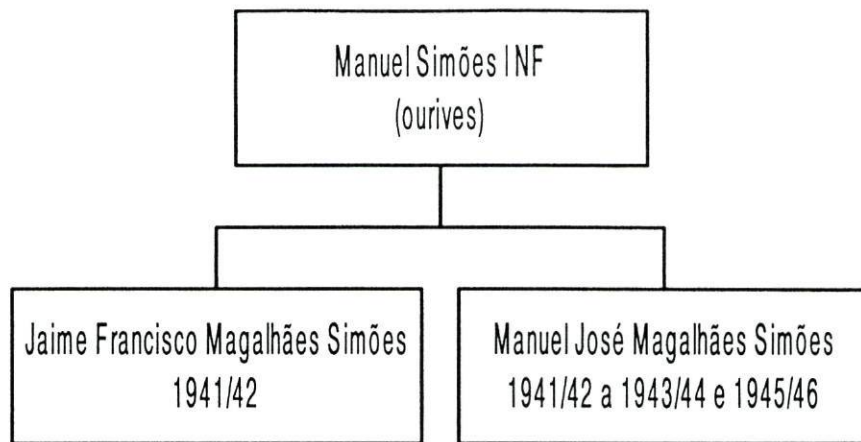 Manuel Simões I NF
(ourives)
Jaime Francisco Magalhães Simões
1941/42
Manuel José Magalhães Simões
1941/42 a 1943/44 e 1945/46